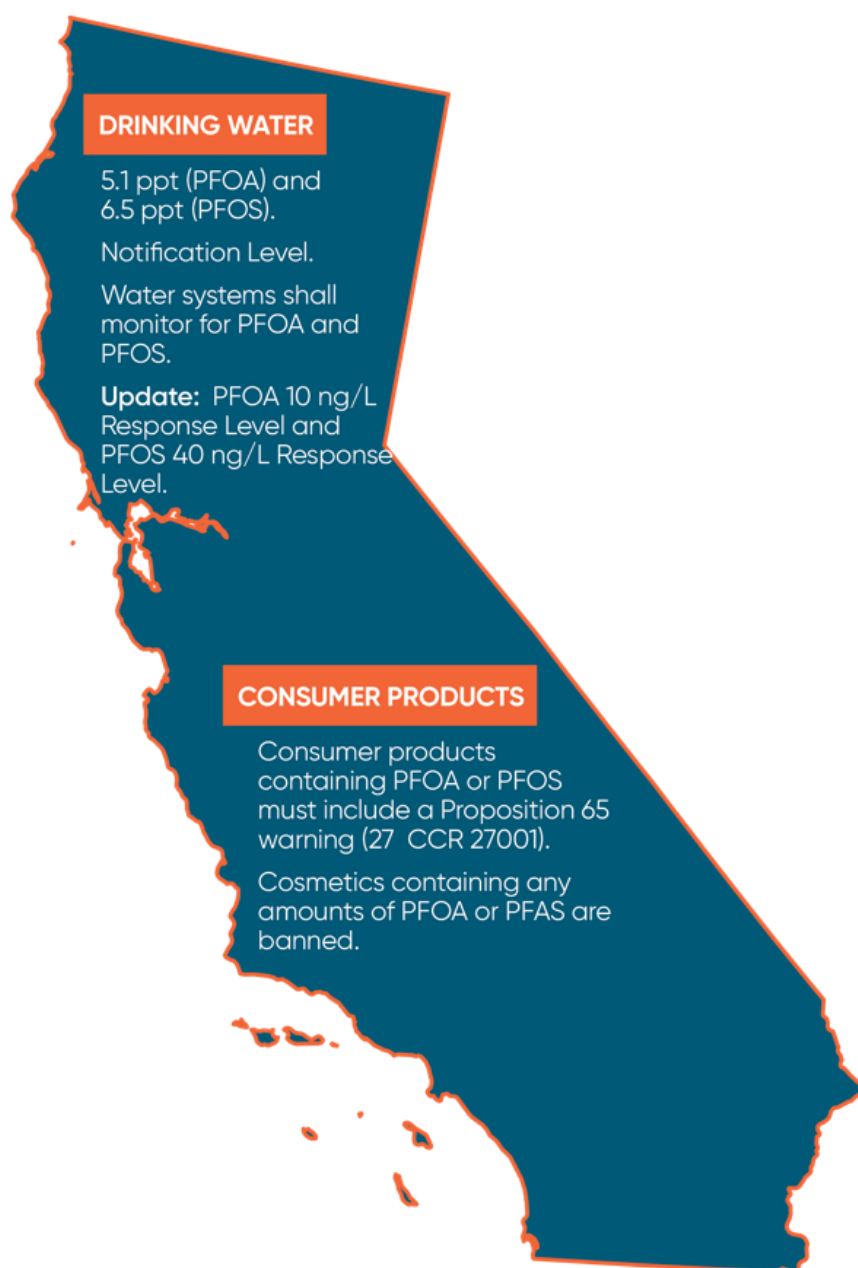 DRINKING WATER
5.1 ppt (PFOA) and
6.5 ppt (PFOS).
Notification Level.
Water systems shall
monitor for PFOA and
PFOS.
Update: PFOA 10 ng/L
Response Level and
PFOS 40 ng/L Response
Level.
CONSUMER PRODUCTS
Consumer products
containing PFOA or PFOS
must include a Proposition 65
warning (27 CCR 27001).
Cosmetics containing any
amounts of PFOA or PFAS are
banned.